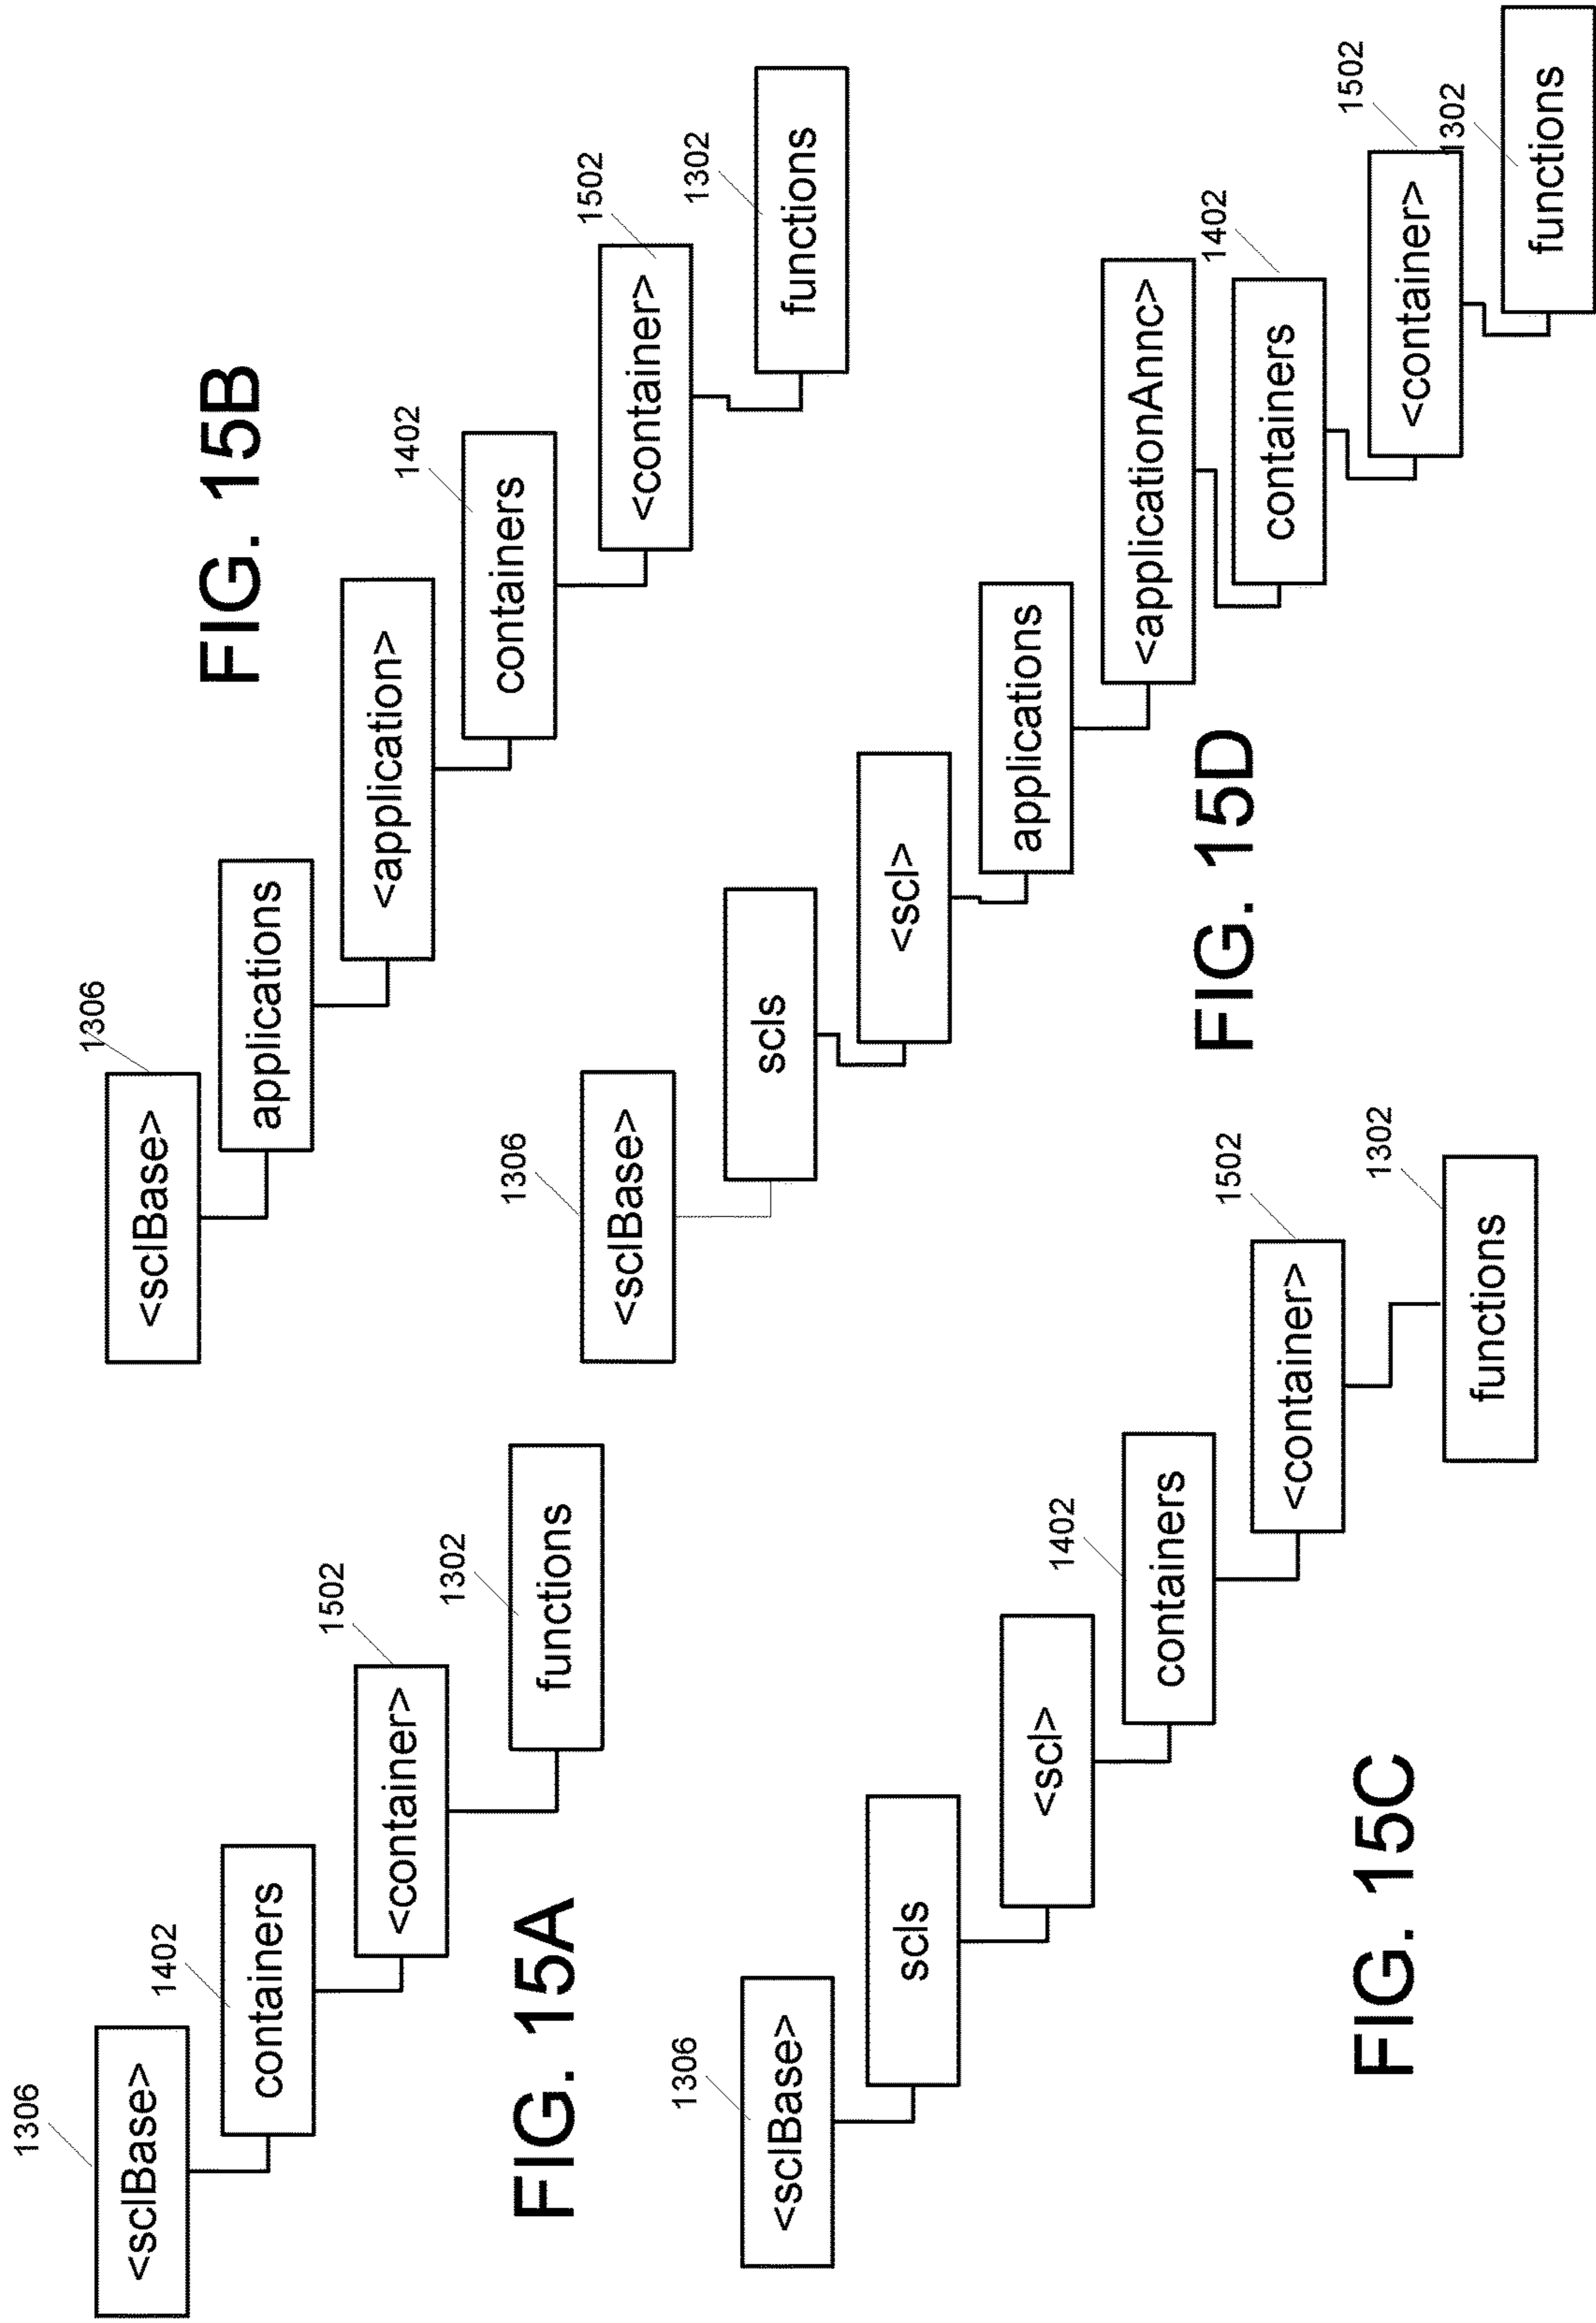 1306
<sclBase>
1402
containers
1502
<container>
1302
functions
FIG. 15A
1306
<sclBase>
applications
<application>
1402
containers
1502
<container>
1302
functions
FIG. 15B
1306
<sclBase>
scls
<scl>
1402
containers
1502
<container>
1302
functions
FIG. 15C
1306
<sclBase>
scls
<scl>
applications
<applicationAnnc>
1402
containers
1502
<container>
1302
functions
FIG. 15D